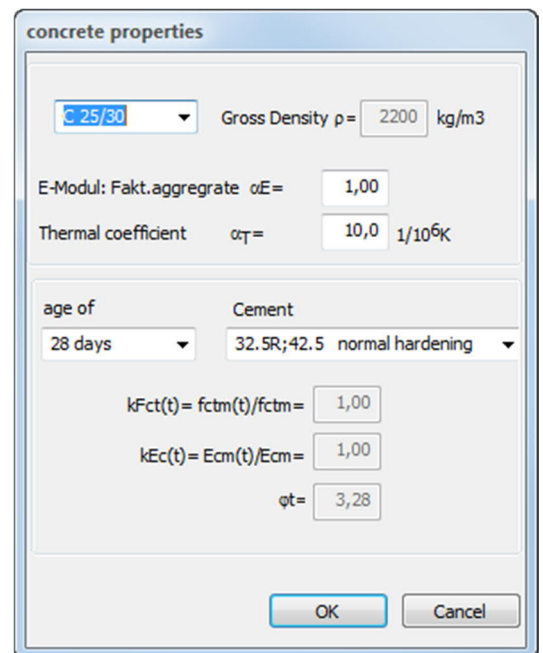 concrete properties
C 25/30 Gross Density ρ= 2200 kg/m3
E-Modul: Fakt.aggregrate αE= 1,00
Thermal coefficient αT= 10,0 1/10⁶K
age of Cement
28 days 32.5R;42.5 normal hardening
kFct(t)= fctm(t)/fctm= 1,00
kEc(t)= Ecm(t)/Ecm= 1,00
φt= 3,28
OK Cancel